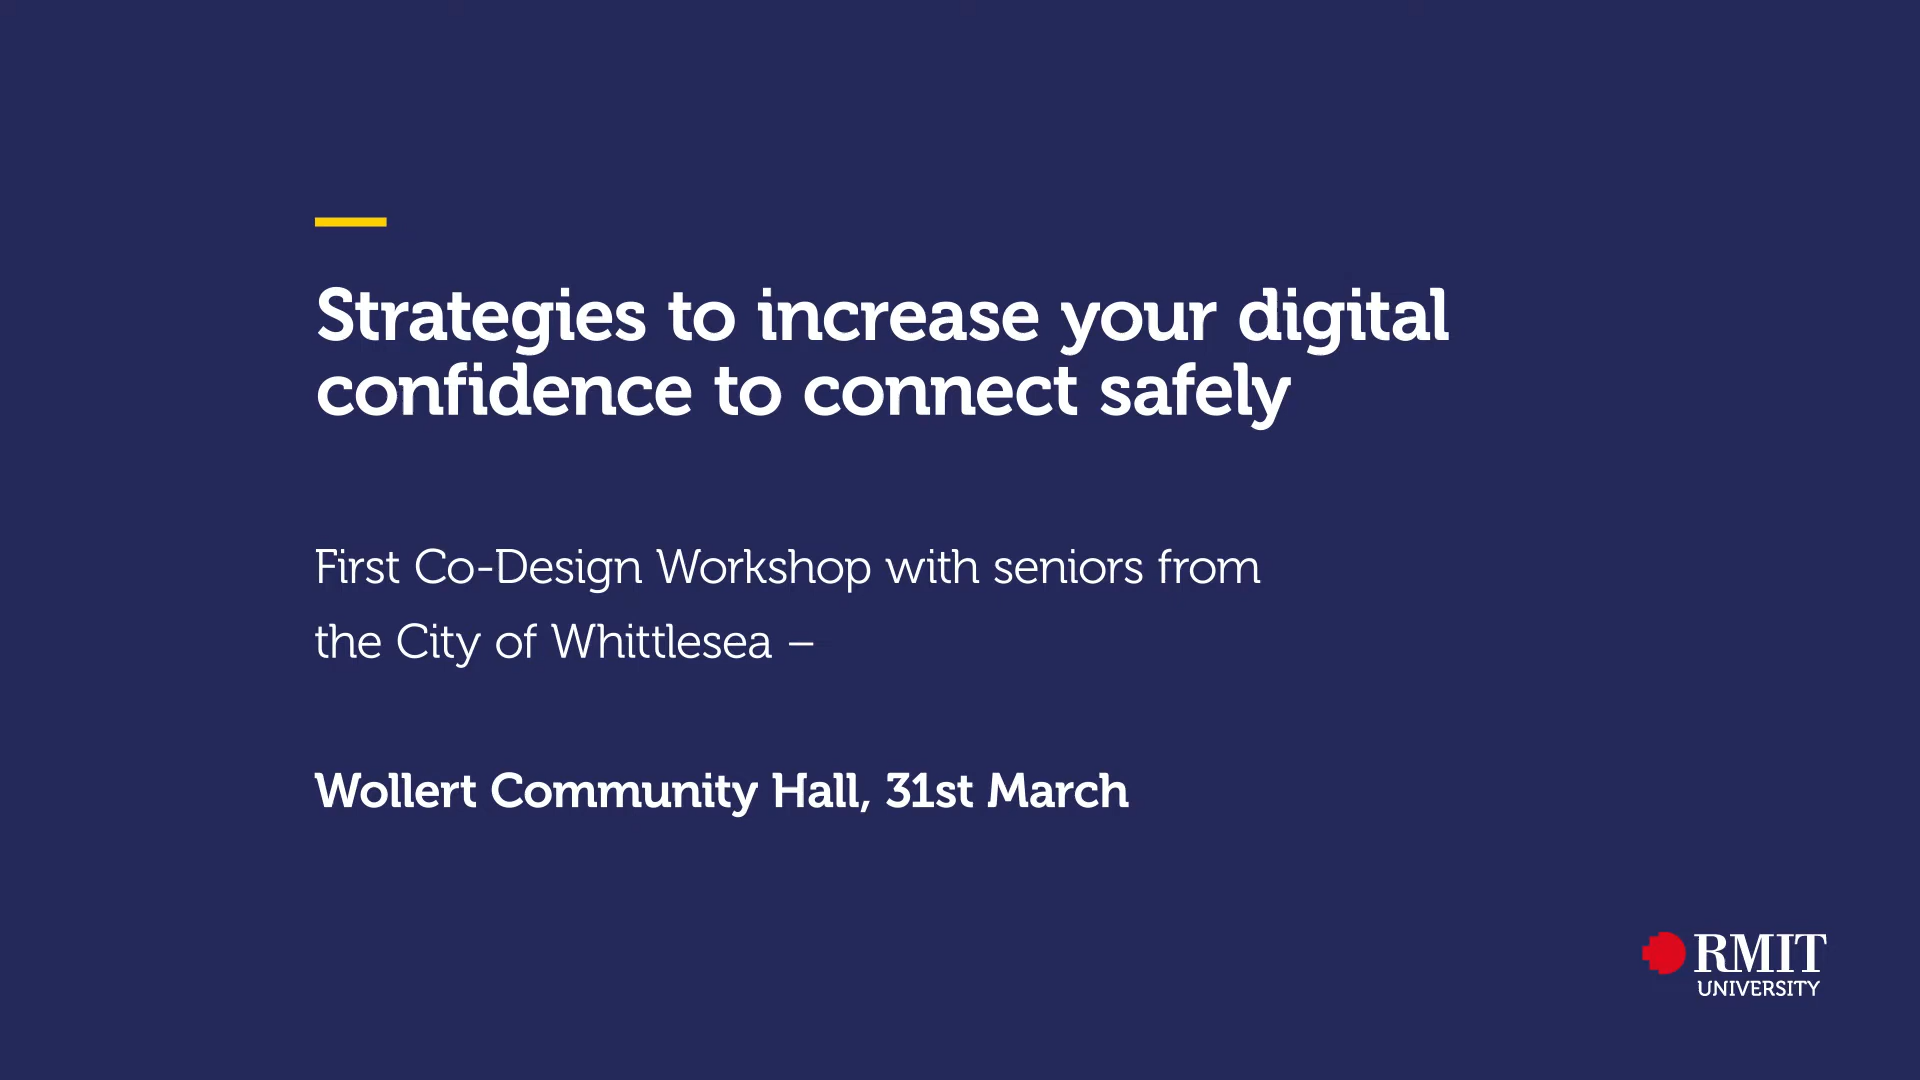 Strategies to increase your digital
confidence to connect safely
First Co-Design Workshop with seniors from
the City of Whittlesea –
Wollert Community Hall, 31st March
RMIT
UNIVERSITY